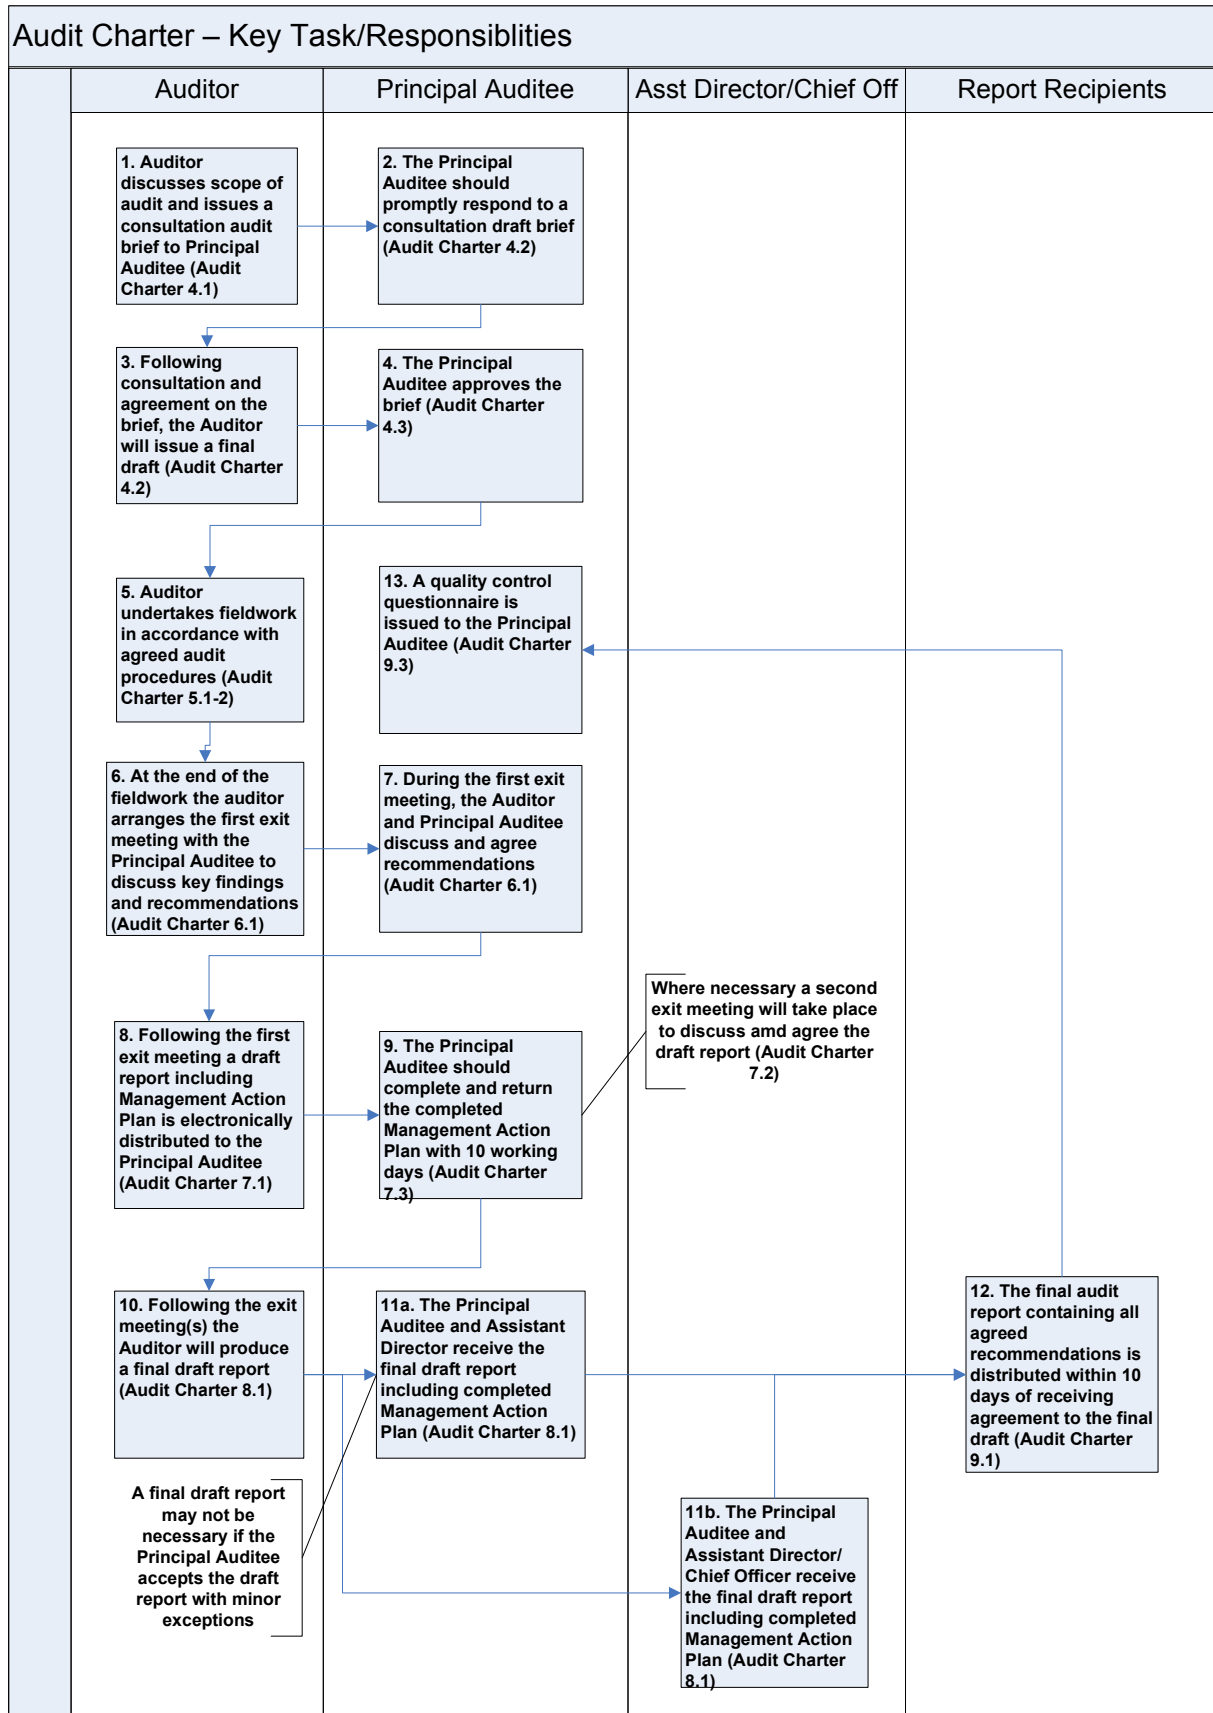 Audit Charter – Key Task/Responsiblities
Auditor
Principal Auditee
Asst Director/Chief Off
Report Recipients
1. Auditor
discusses scope of
audit and issues a
consultation audit
brief to Principal
Auditee (Audit
Charter 4.1)
2. The Principal
Auditee should
promptly respond to a
consultation draft brief
(Audit Charter 4.2)
3. Following
consultation and
agreement on the
brief, the Auditor
will issue a final
draft (Audit Charter
4.2)
4. The Principal
Auditee approves the
brief (Audit Charter
4.3)
5. Auditor
undertakes fieldwork
in accordance with
agreed audit
procedures (Audit
Charter 5.1-2)
13. A quality control
questionnaire is
issued to the Principal
Auditee (Audit Charter
9.3)
6. At the end of the
fieldwork the auditor
arranges the first exit
meeting with the
Principal Auditee to
discuss key findings
and recommendations
(Audit Charter 6.1)
7. During the first exit
meeting, the Auditor
and Principal Auditee
discuss and agree
recommendations
(Audit Charter 6.1)
Where necessary a second
exit meeting will take place
to discuss amd agree the
draft report (Audit Charter
7.2)
8. Following the first
exit meeting a draft
report including
Management Action
Plan is electronically
distributed to the
Principal Auditee
(Audit Charter 7.1)
9. The Principal
Auditee should
complete and return
the completed
Management Action
Plan with 10 working
days (Audit Charter
7.3)
10. Following the exit
meeting(s) the
Auditor will produce
a final draft report
(Audit Charter 8.1)
11a. The Principal
Auditee and Assistant
Director receive the
final draft report
including completed
Management Action
Plan (Audit Charter 8.1)
12. The final audit
report containing all
agreed
recommendations is
distributed within 10
days of receiving
agreement to the final
draft (Audit Charter
9.1)
A final draft report
may not be
necessary if the
Principal Auditee
accepts the draft
report with minor
exceptions
11b. The Principal
Auditee and
Assistant Director/
Chief Officer receive
the final draft report
including completed
Management Action
Plan (Audit Charter
8.1)